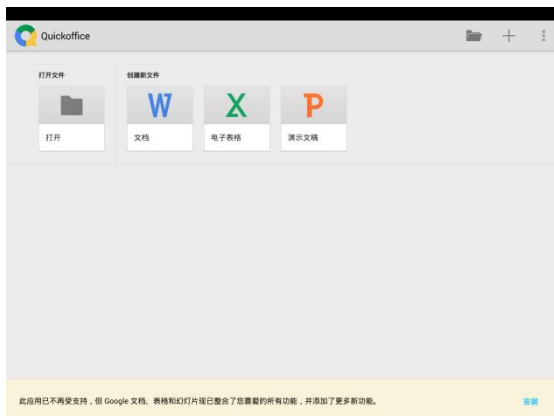 Quickoffice
打开文件
创建新文件
打开
文档
电子表格
演示文稿
此应用已不再受支持，但 Google 文档、表格和幻灯片现已整合了您喜爱的所有功能，并添加了更多新功能。
安装